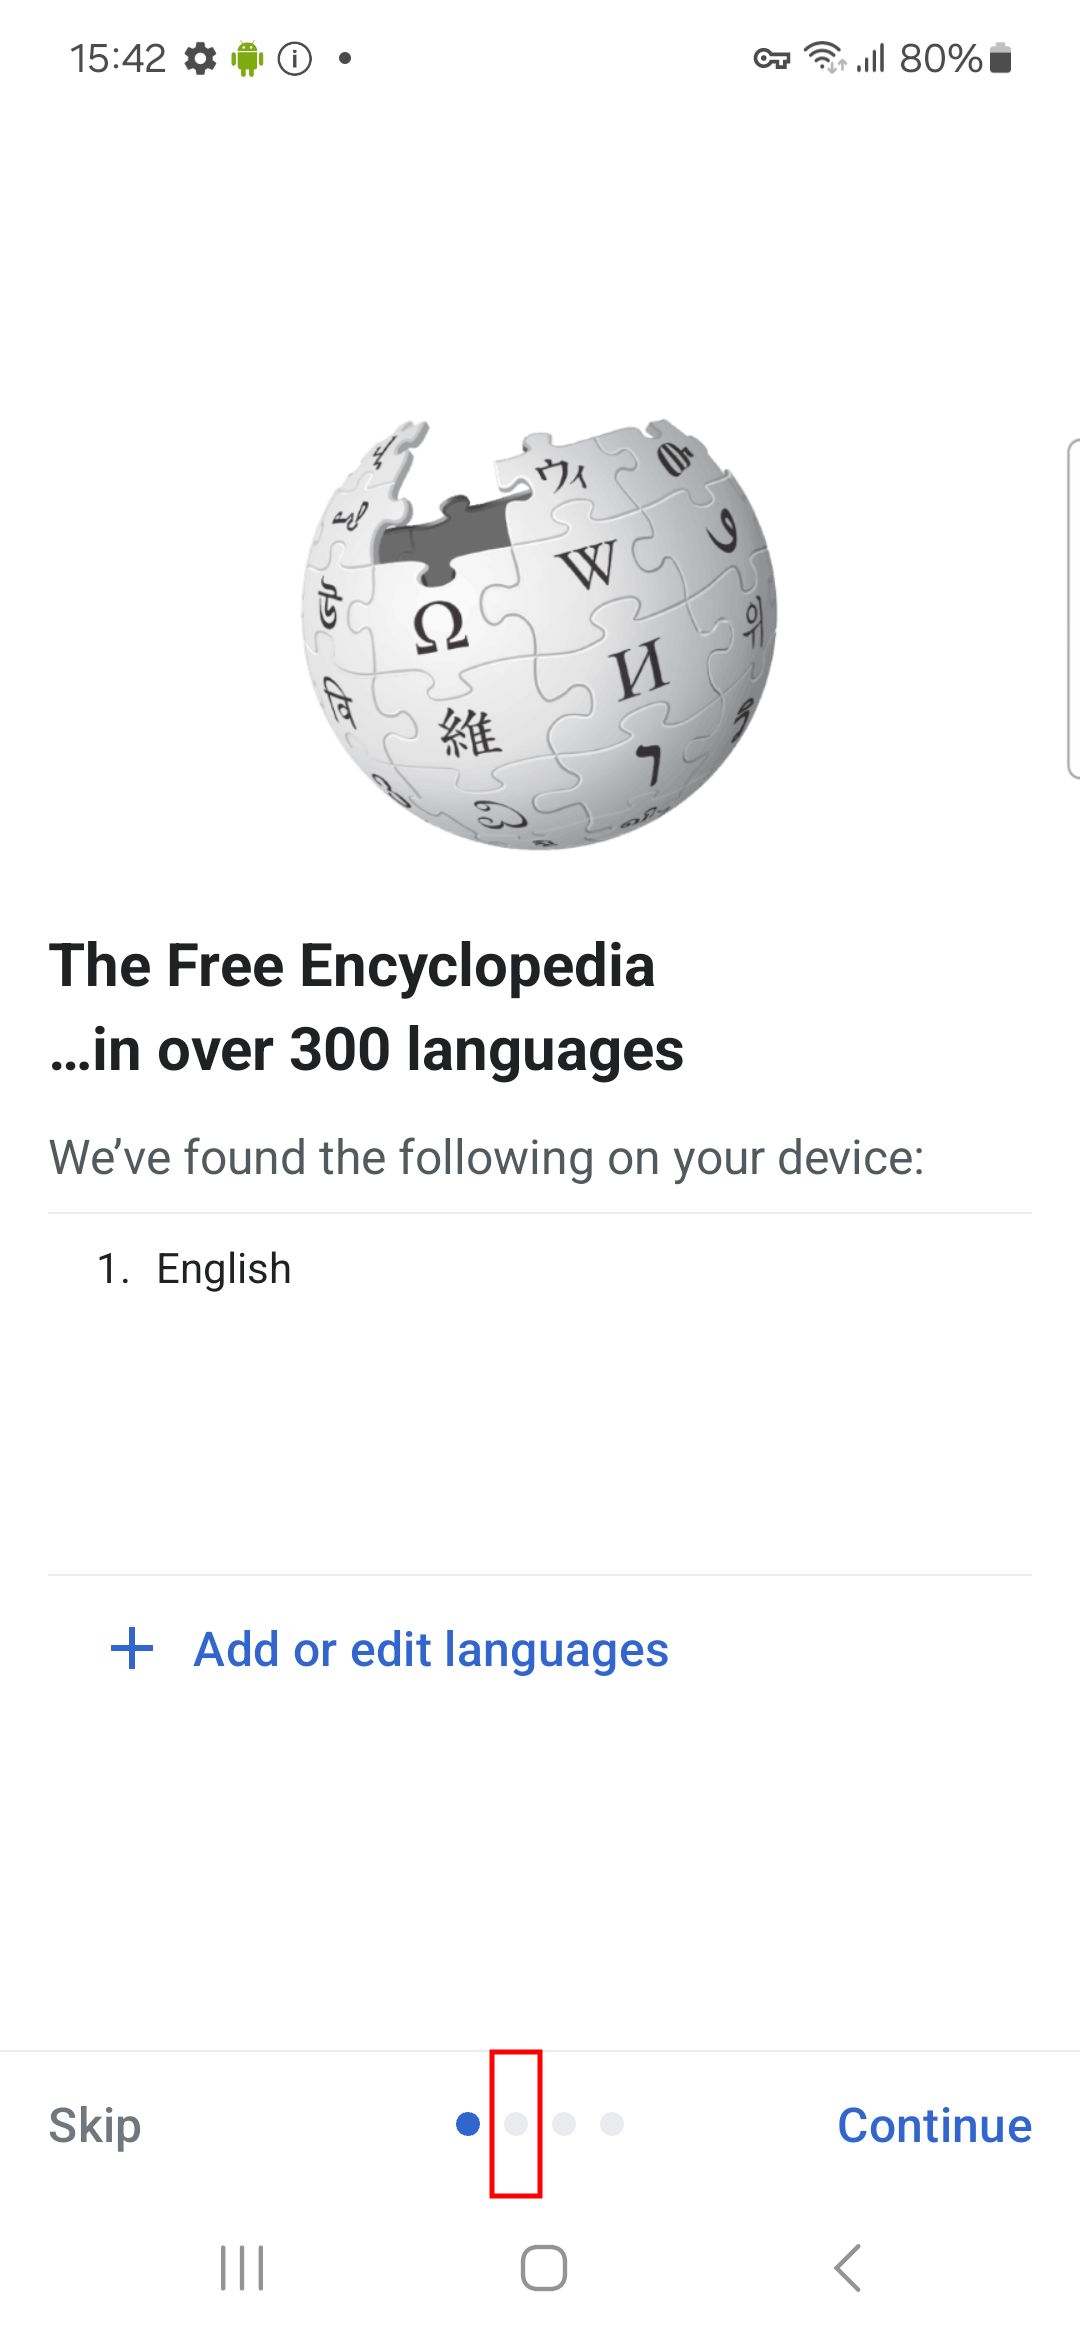 15:42
80%
ウィ
W
Ω
И
위
維
The Free Encyclopedia
...in over 300 languages
We’ve found the following on your device:
1. English
+ Add or edit languages
Skip
Continue